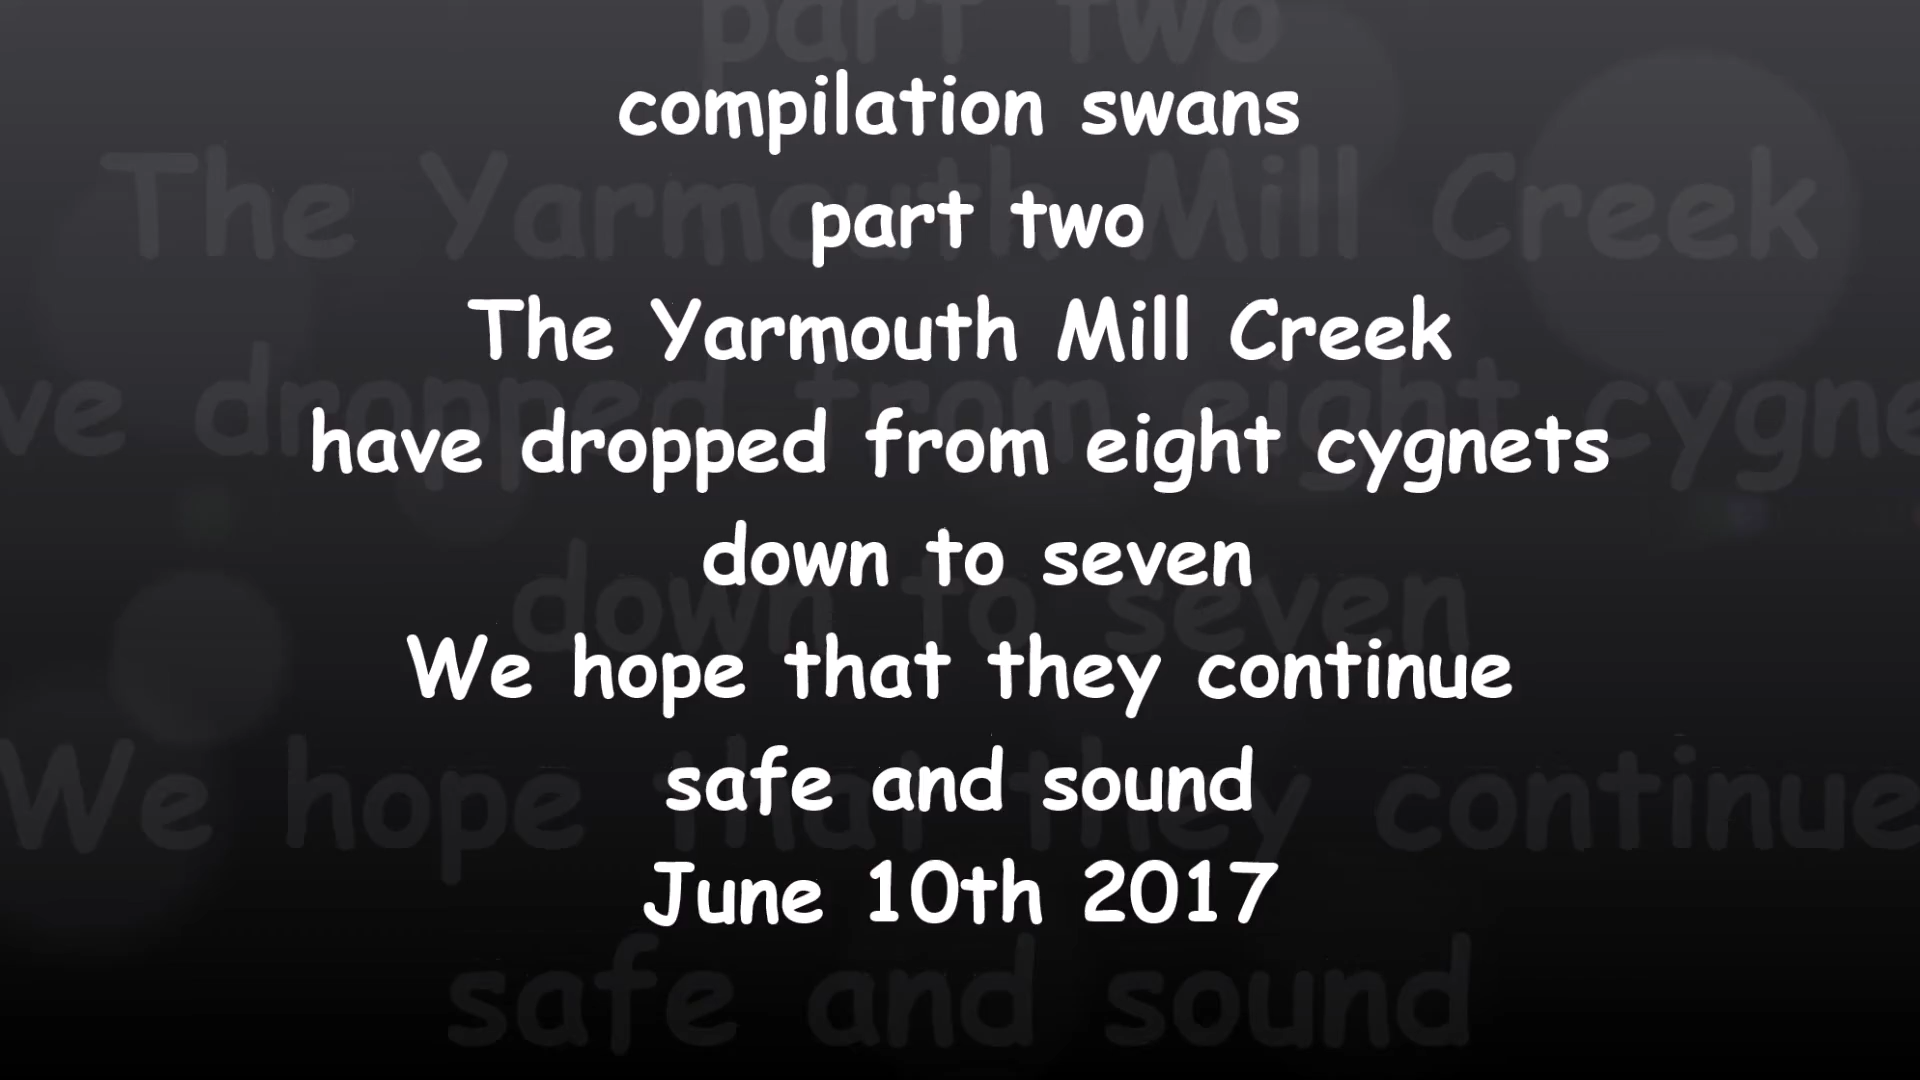 compilation swans
part two
The Yarmouth Mill Creek
have dropped from eight cygnets
down to seven
We hope that they continue
safe and sound
June 10th 2017